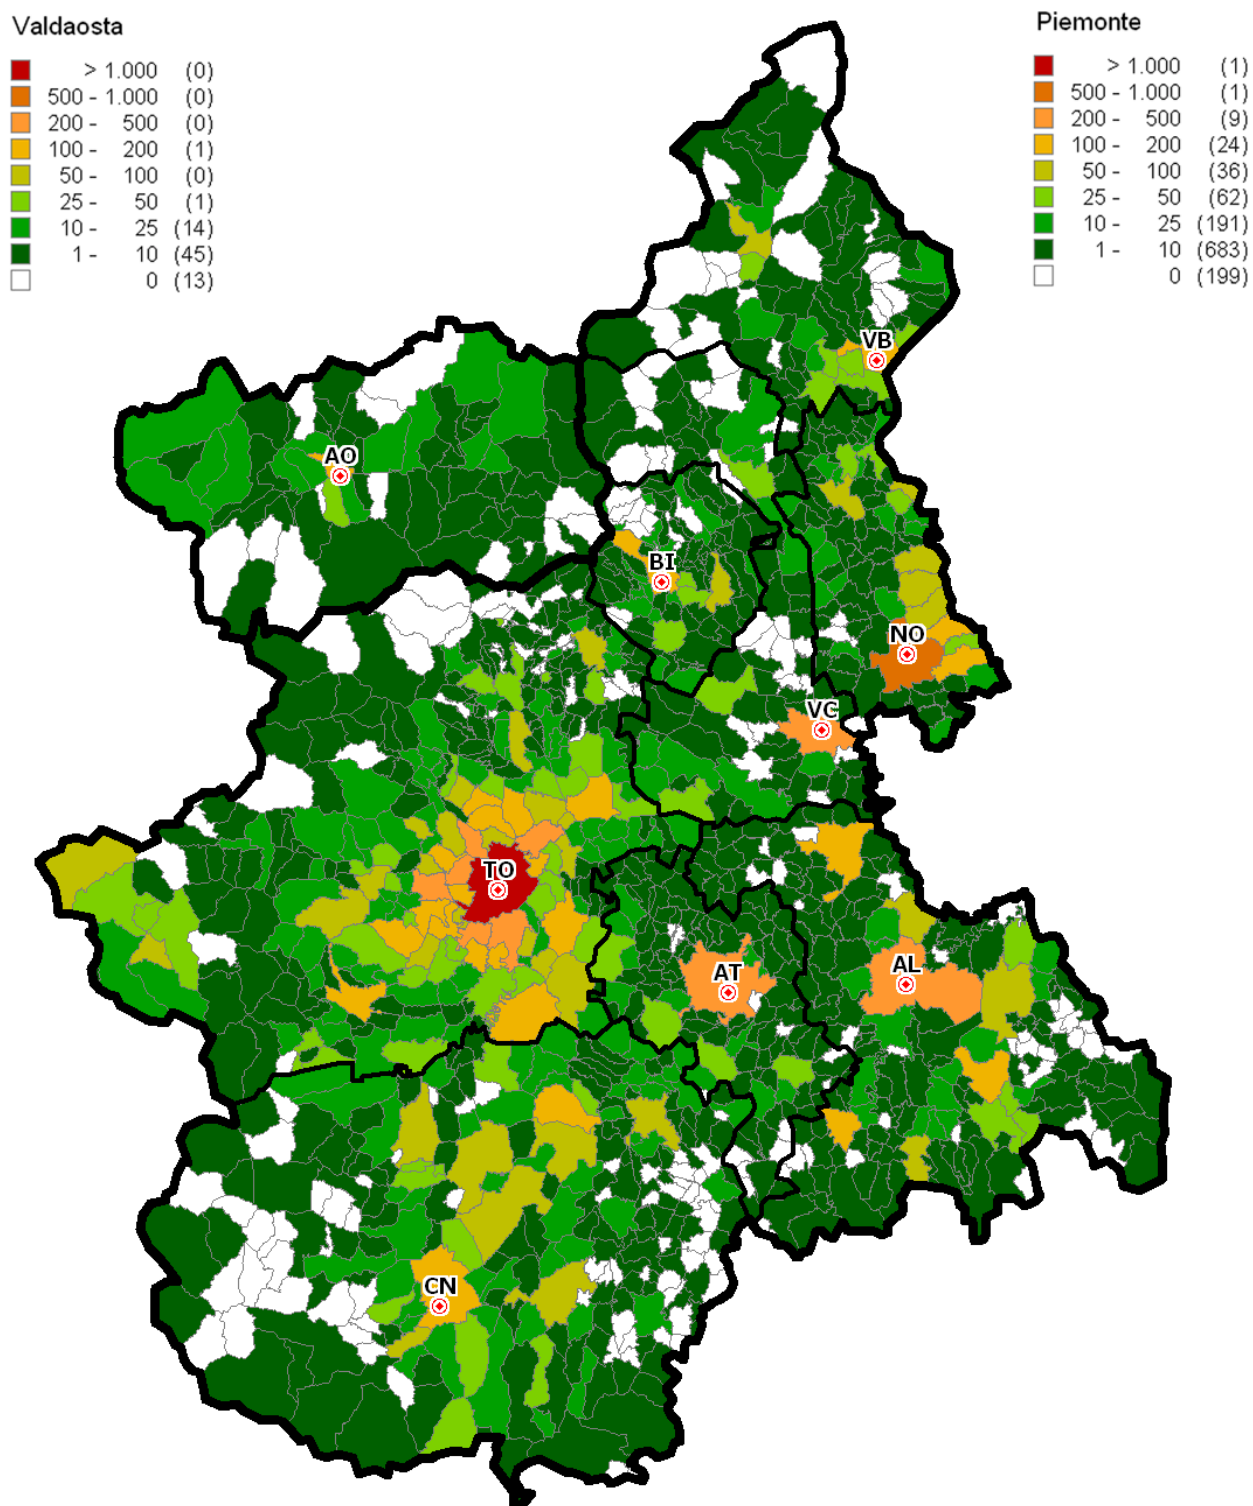 Valdaosta
> 1.000 (0)
500 - 1.000 (0)
200 - 500 (0)
100 - 200 (1)
50 - 100 (0)
25 - 50 (1)
10 - 25 (14)
1 - 10 (45)
0 (13)
Piemonte
> 1.000 (1)
500 - 1.000 (1)
200 - 500 (9)
100 - 200 (24)
50 - 100 (36)
25 - 50 (62)
10 - 25 (191)
1 - 10 (683)
0 (199)
VB
AO
BI
NO
VC
TO
AL
AT
CN